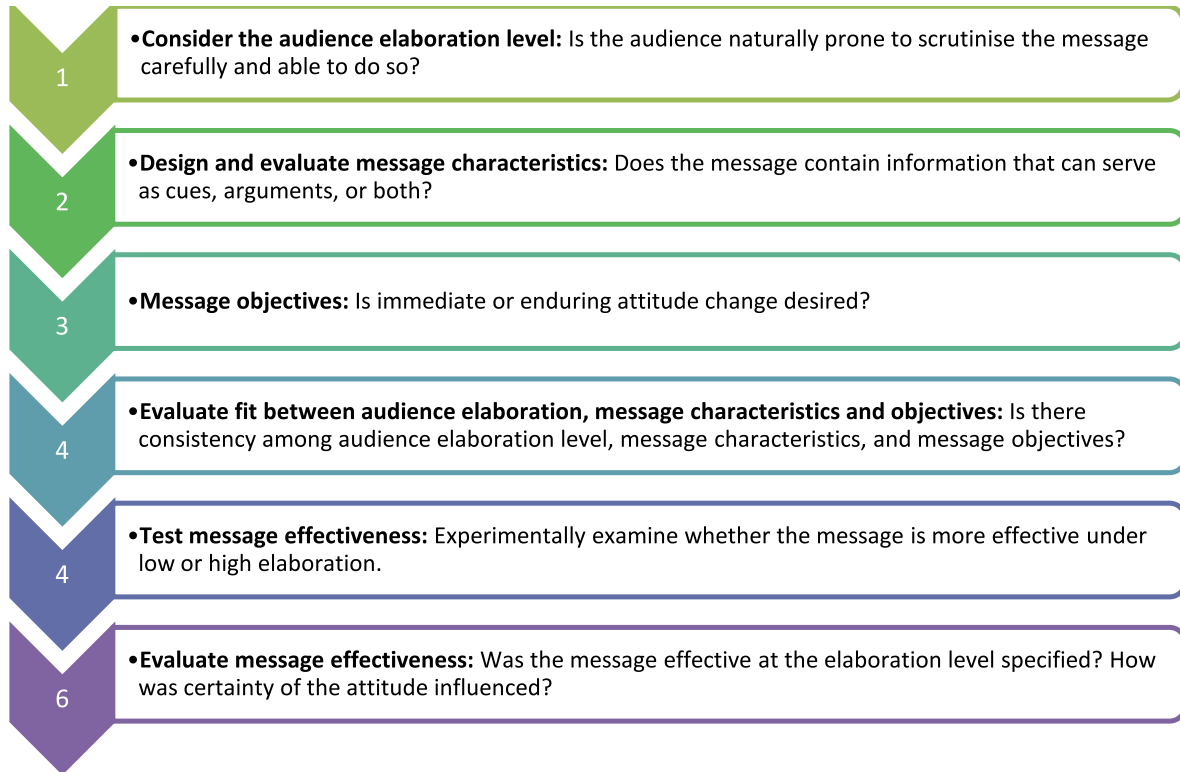 1
•Consider the audience elaboration level: Is the audience naturally prone to scrutinise the message
carefully and able to do so?
2
•Design and evaluate message characteristics: Does the message contain information that can serve
as cues, arguments, or both?
3
•Message objectives: Is immediate or enduring attitude change desired?
4
•Evaluate fit between audience elaboration, message characteristics and objectives: Is there
consistency among audience elaboration level, message characteristics, and message objectives?
4
•Test message effectiveness: Experimentally examine whether the message is more effective under
low or high elaboration.
6
•Evaluate message effectiveness: Was the message effective at the elaboration level specified? How
was certainty of the attitude influenced?